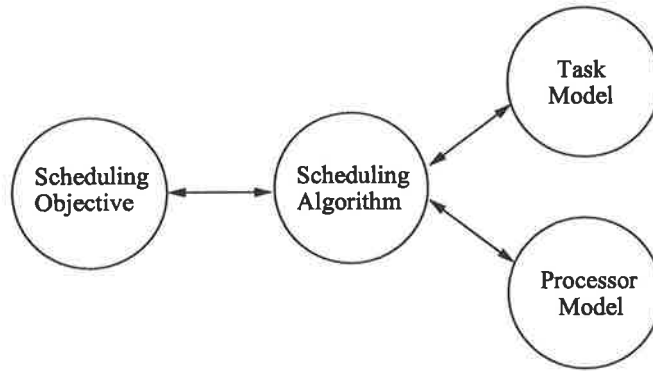 Scheduling
Objective
Scheduling
Algorithm
Task
Model
Processor
Model